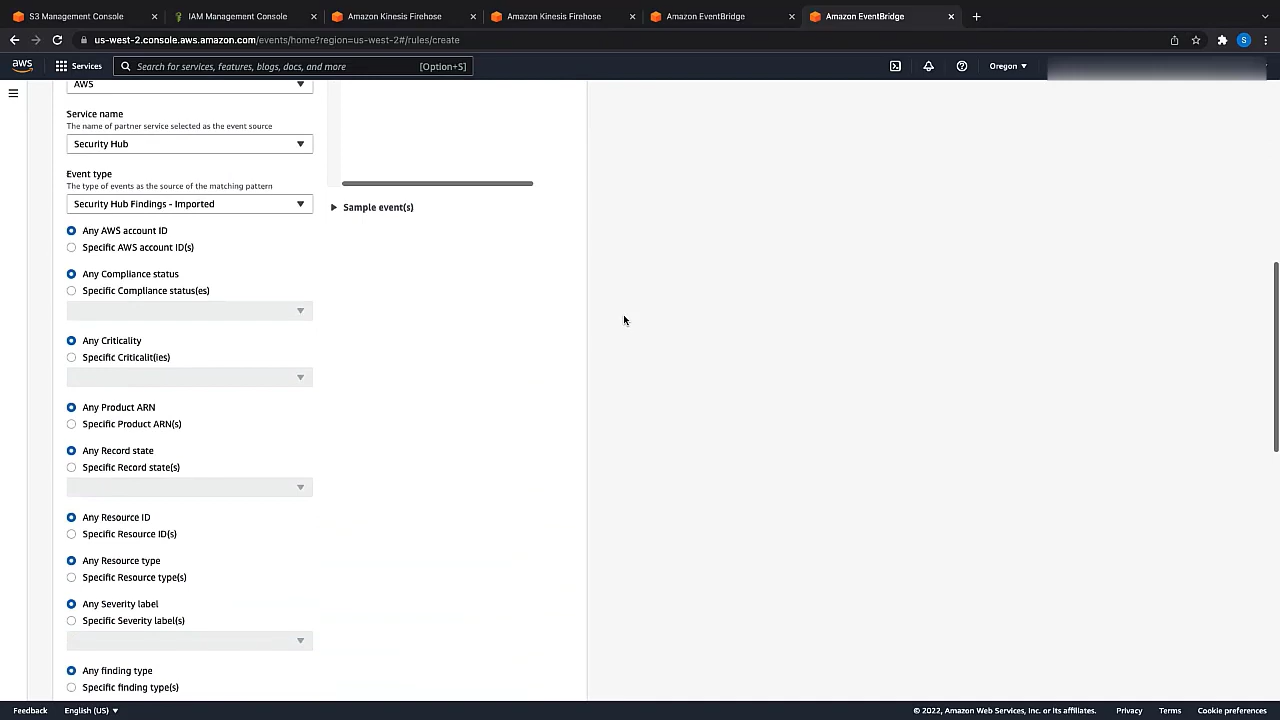 S3 Management Console
IAM Management Console
Amazon Kinesis Firehose
Amazon Kinesis Firehose
Amazon EventBridge
Amazon EventBridge
us-west-2.console.aws.amazon.com/events/home?region=us-west-2#/rules/create
S
aws
Services
Search for services, features, blogs, docs, and more
[Option+S]
Oregon
AWS
Service name
The name of partner service selected as the event source
Security Hub
Event type
The type of events as the source of the matching pattern
Security Hub Findings - Imported
Sample event(s)
Any AWS account ID
Specific AWS account ID(s)
Any Compliance status
Specific Compliance status(es)
Any Criticality
Specific Criticalit(ies)
Any Product ARN
Specific Product ARN(s)
Any Record state
Specific Record state(s)
Any Resource ID
Specific Resource ID(s)
Any Resource type
Specific Resource type(s)
Any Severity label
Specific Severity label(s)
Any finding type
Specific finding type(s)
Feedback
English (US)
© 2022, Amazon Web Services, Inc. or its affiliates.
Privacy
Terms
Cookie preferences